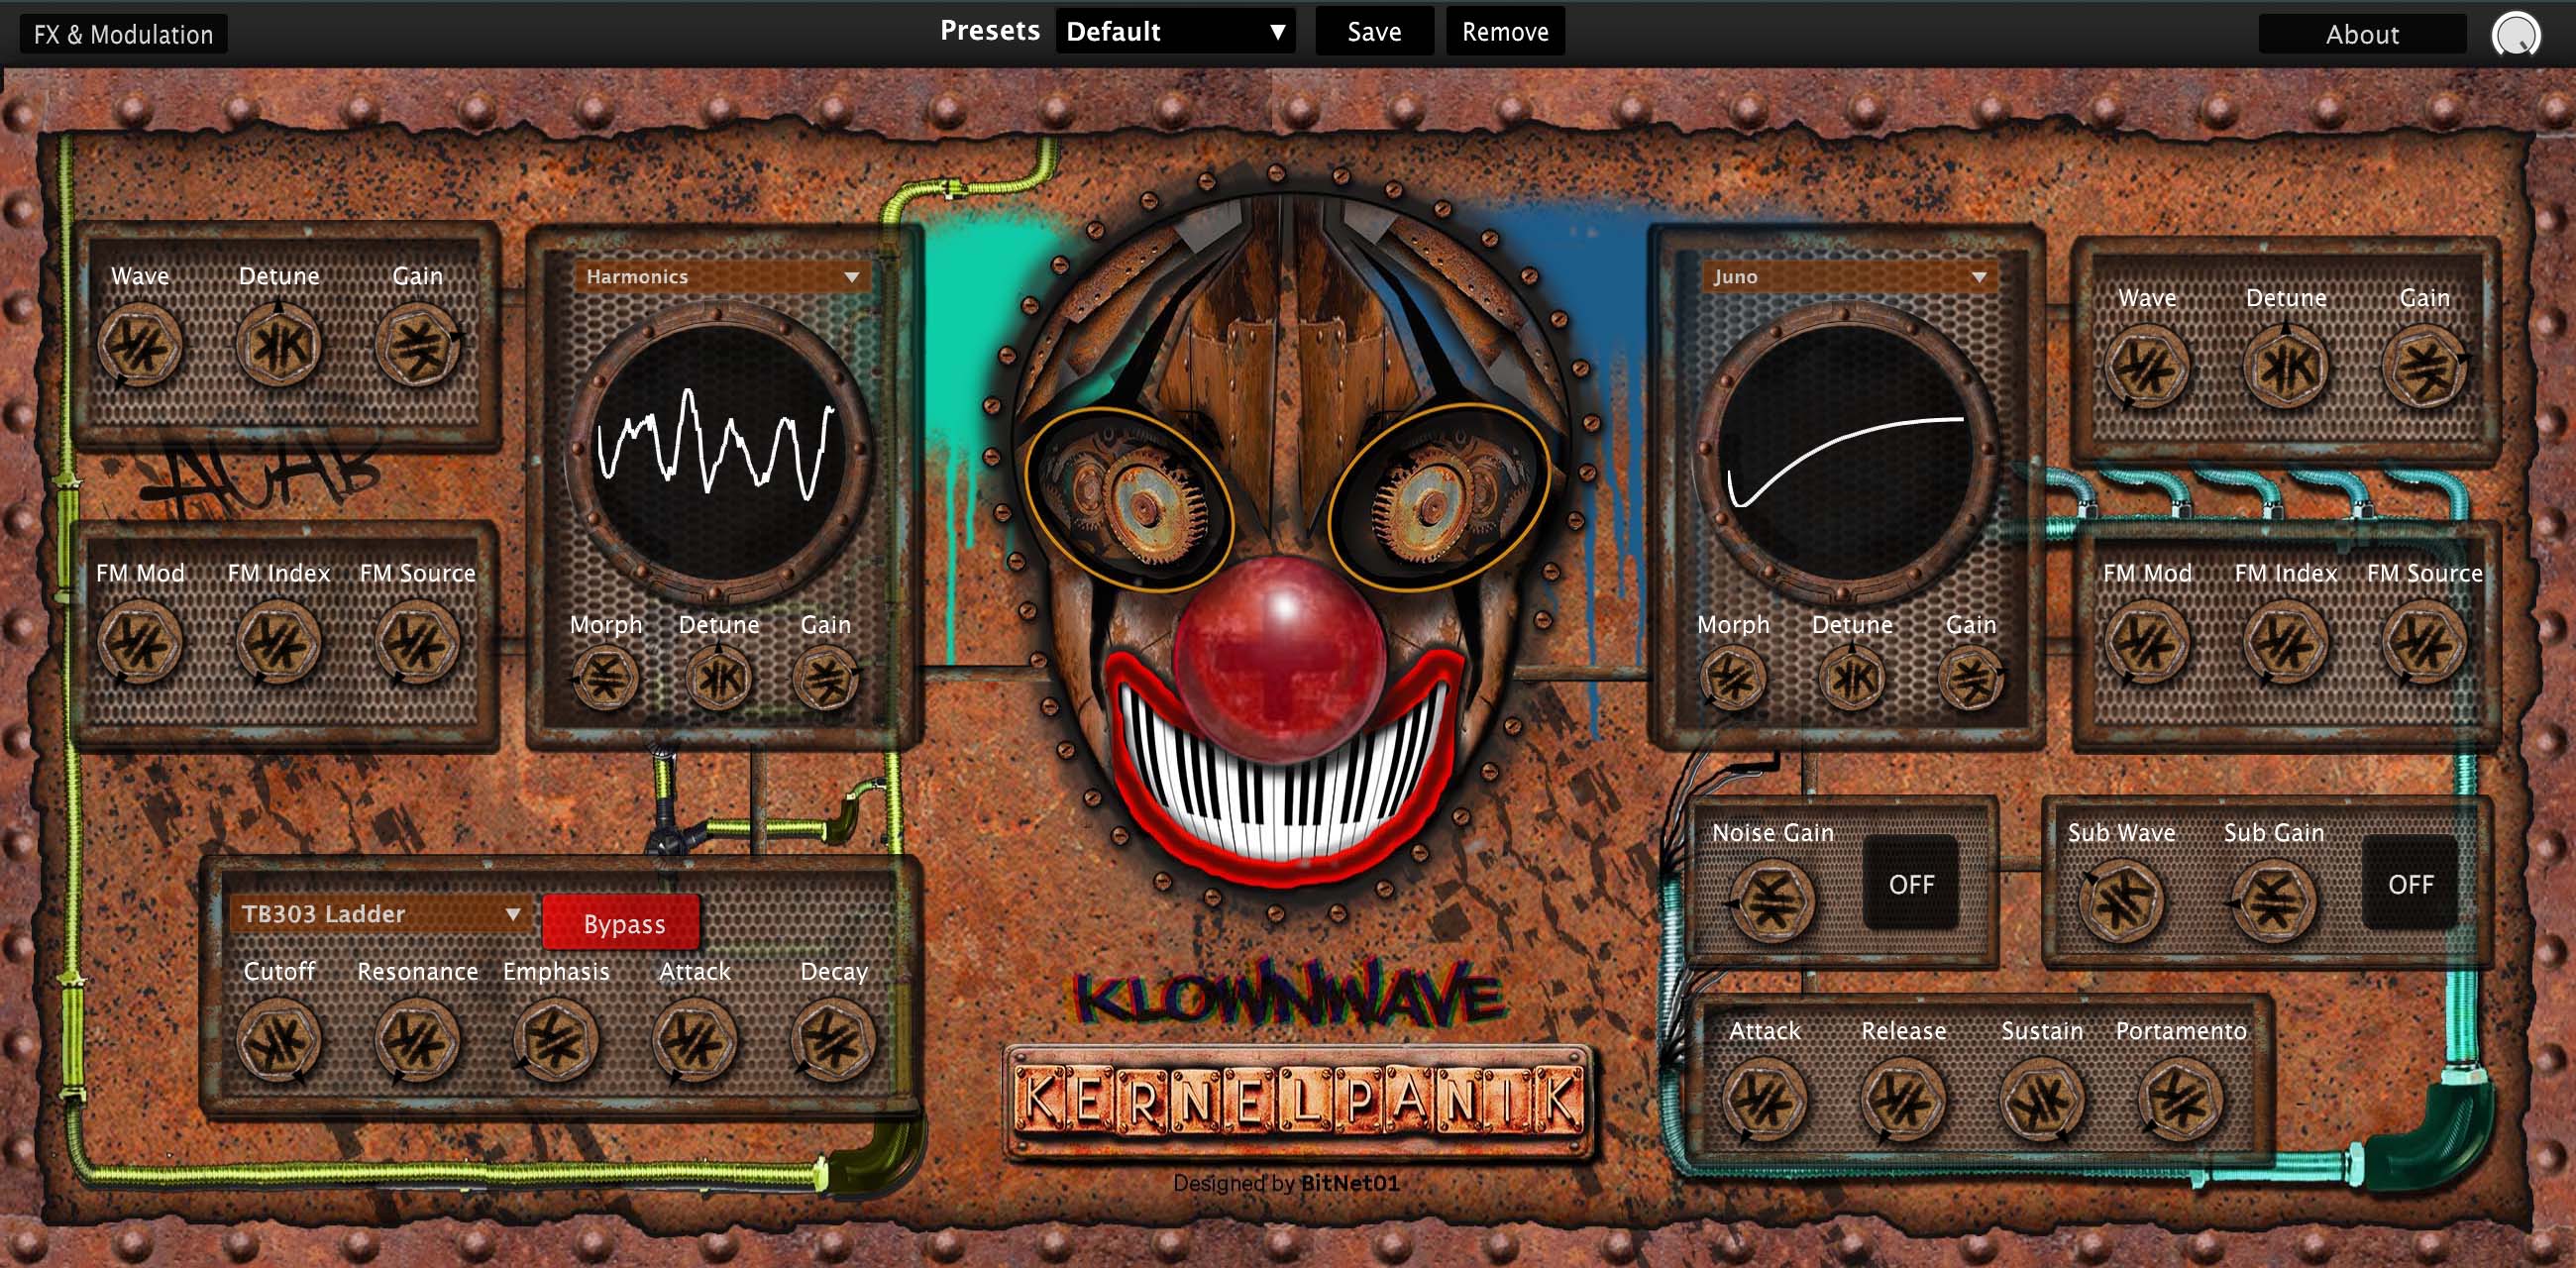 FX & Modulation
Presets Default Save Remove
About
Wave Detune Gain
Harmonics
Morph Detune Gain
ACAB
FM Mod FM Index FM Source
Juno
Morph Detune Gain
Wave Detune Gain
FM Mod FM Index FM Source
TB303 Ladder Bypass
Cutoff Resonance Emphasis Attack Decay
Noise Gain OFF
Sub Wave Sub Gain OFF
Attack Release Sustain Portamento
KLOWNWAVE
KERNELPANIK
Designed by BitNet01